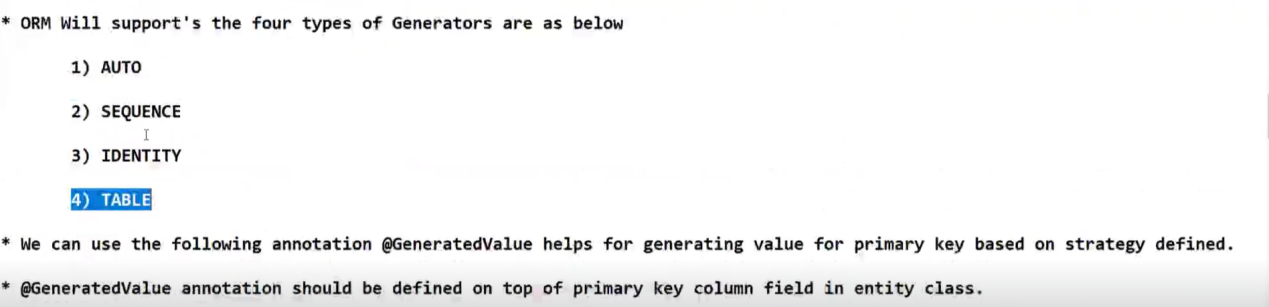 * ORM Will support's the four types of Generators are as below
1) AUTO
2) SEQUENCE
3) IDENTITY
4) TABLE
* We can use the following annotation @GeneratedValue helps for generating value for primary key based on strategy defined.
* @GeneratedValue annotation should be defined on top of primary key column field in entity class.